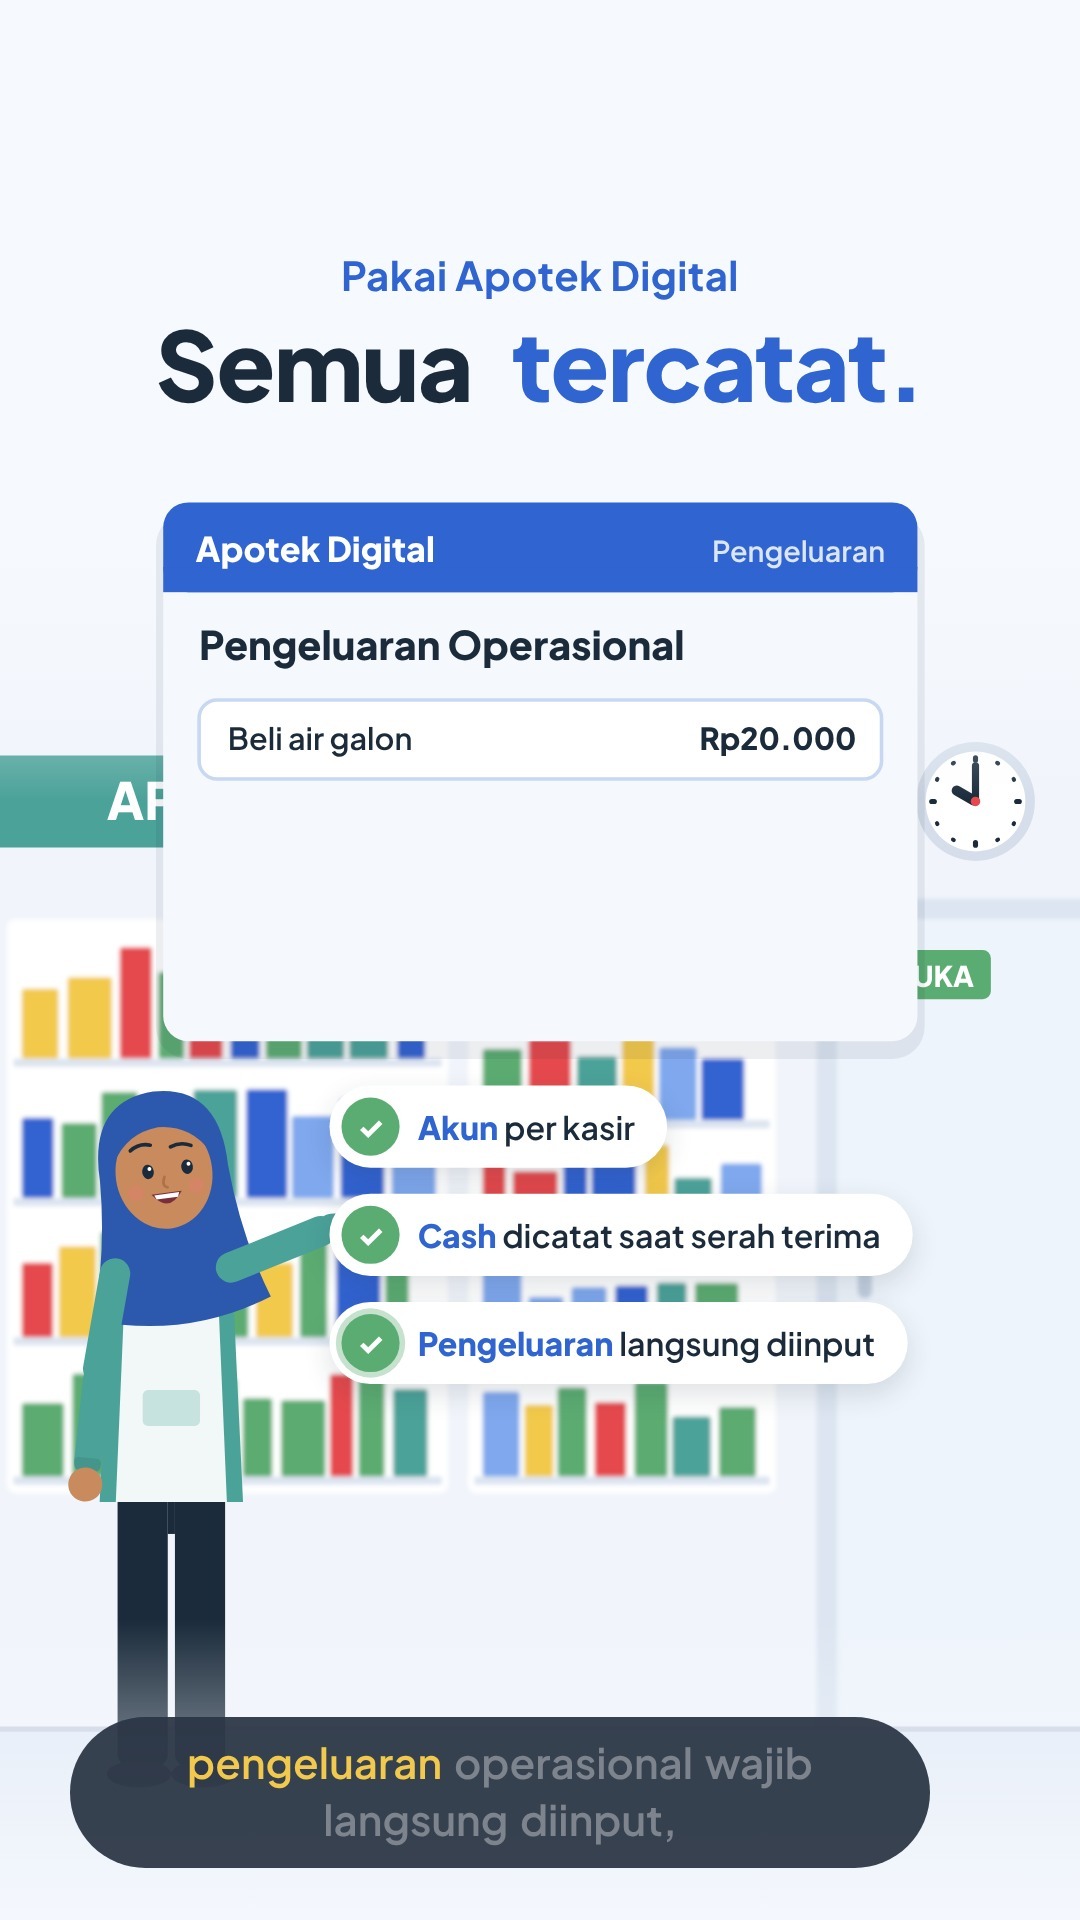 Pakai Apotek Digital
Semua tercatat.
Apotek Digital
Pengeluaran
Pengeluaran Operasional
Beli air galon
Rp20.000
Akun per kasir
Cash dicatat saat serah terima
Pengeluaran langsung diinput
pengeluaran operasional wajib
langsung diinput,